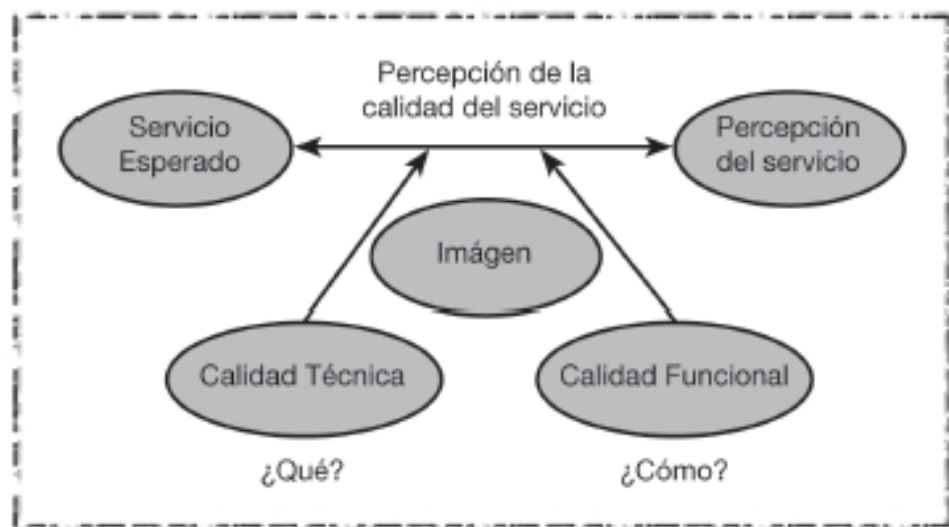 Percepción de la
calidad del servicio
Servicio
Esperado
Percepción
del servicio
Imágen
Calidad Técnica
Calidad Funcional
¿Qué?
¿Cómo?